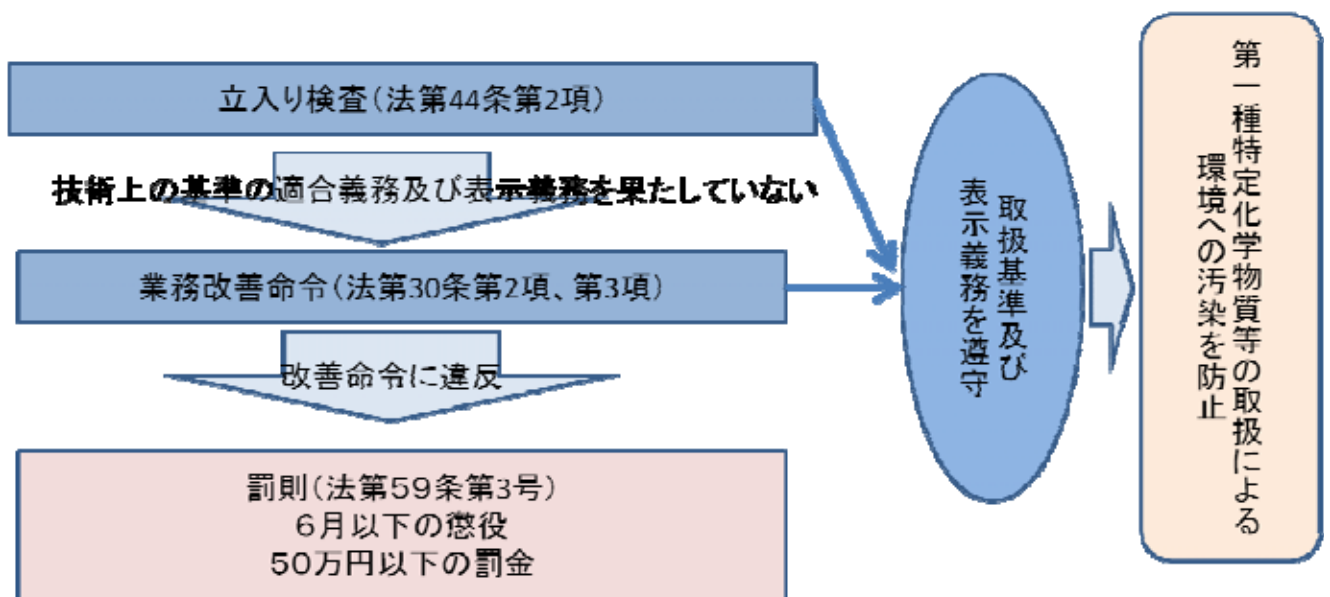 立入り検査(法第44条第2項)
技術上の基準の適合義務及び表示義務を果たしていない
業務改善命令(法第30条第2項、第3項)
改善命令に違反
罰則(法第59条第3号)
6月以下の懲役
50万円以下の罰金
取扱基準及び
表示義務を遵守
第一種特定化学物質等の取扱による
環境への汚染を防止